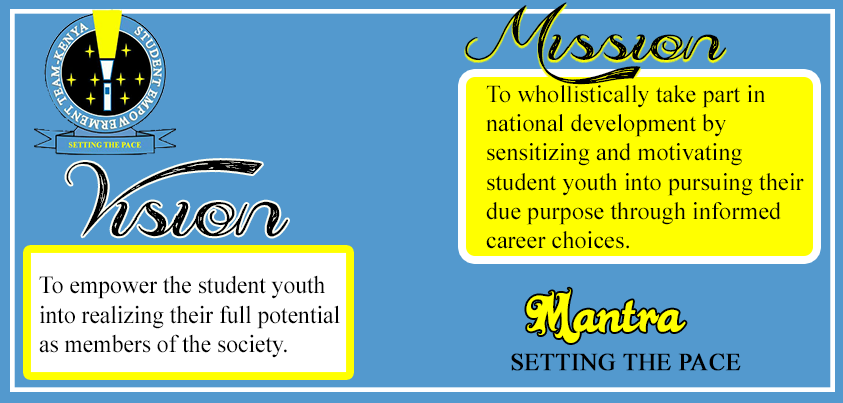 STUDENT EMPOWERMENT TEAM-KENYA
SETTING THE PACE
Vision
To empower the student youth
into realizing their full potential
as members of the society.
Mission
To whollistically take part in
national development by
sensitizing and motivating
student youth into pursuing their
due purpose through informed
career choices.
Mantra
SETTING THE PACE